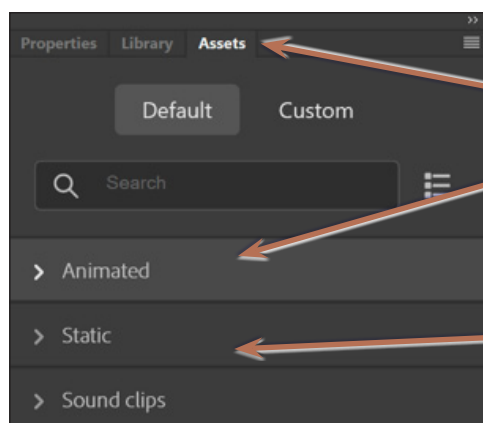 Properties Library Assets
Default Custom
Search
Animated
Static
Sound clips